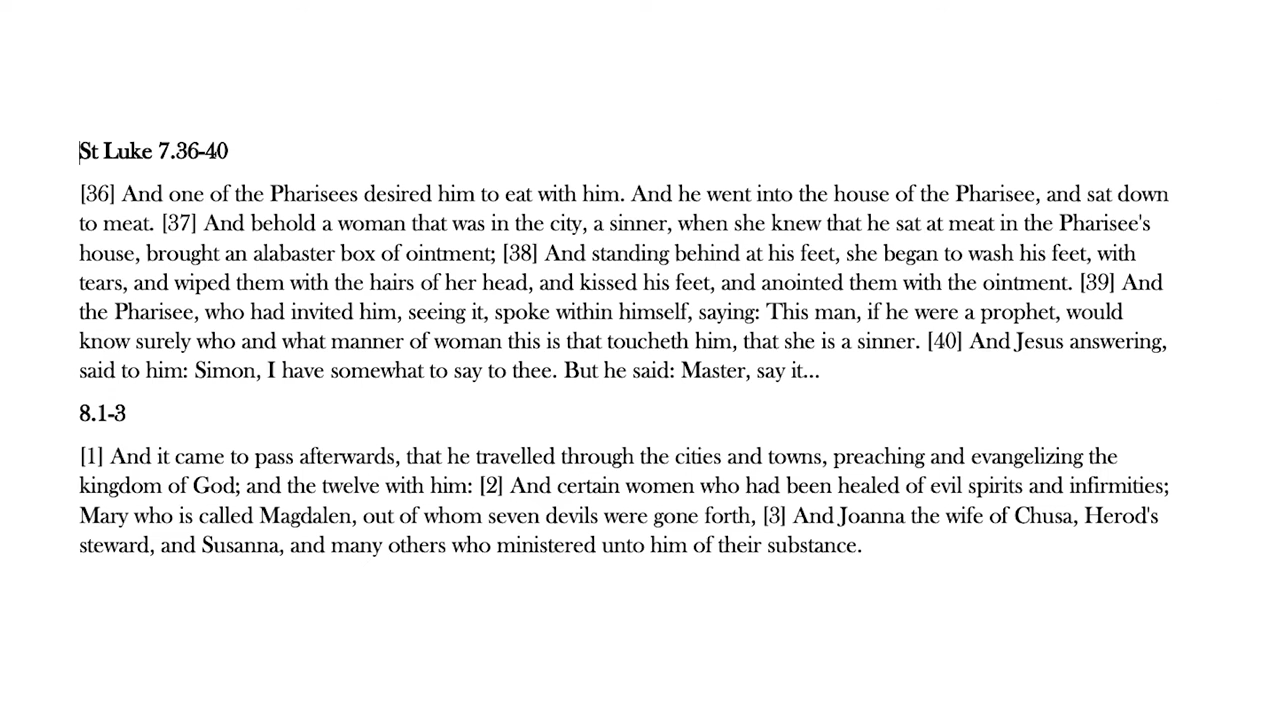 St Luke 7.36-40
[36] And one of the Pharisees desired him to eat with him. And he went into the house of the Pharisee, and sat down
to meat. [37] And behold a woman that was in the city, a sinner, when she knew that he sat at meat in the Pharisee's
house, brought an alabaster box of ointment; [38] And standing behind at his feet, she began to wash his feet, with
tears, and wiped them with the hairs of her head, and kissed his feet, and anointed them with the ointment. [39] And
the Pharisee, who had invited him, seeing it, spoke within himself, saying: This man, if he were a prophet, would
know surely who and what manner of woman this is that toucheth him, that she is a sinner. [40] And Jesus answering,
said to him: Simon, I have somewhat to say to thee. But he said: Master, say it...
8.1-3
[1] And it came to pass afterwards, that he travelled through the cities and towns, preaching and evangelizing the
kingdom of God; and the twelve with him: [2] And certain women who had been healed of evil spirits and infirmities;
Mary who is called Magdalen, out of whom seven devils were gone forth, [3] And Joanna the wife of Chusa, Herod's
steward, and Susanna, and many others who ministered unto him of their substance.